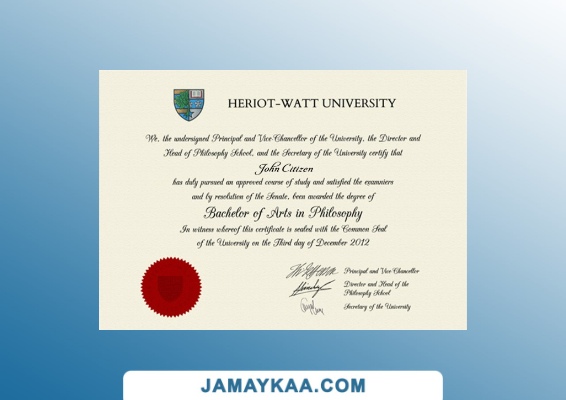 HERIOT-WATT UNIVERSITY
We, the undersigned Principal and Vice-Chancellor of the University, the Director and
Head of Philosophy School, and the Secretary of the University certify that
John Citizen
has duly pursued an approved course of study and satisfied the examniers
and by resolution of the Senate, been awarded the degree of
Bachelor of Arts in Philosophy
In witness whereof this certificate is sealed with the Common Seal
of the University on the Third day of December 2012
Principal and Vice Chancellor
Director and Head of the
Philosophy School
Secretary of the University
JAMAYKAA.COM